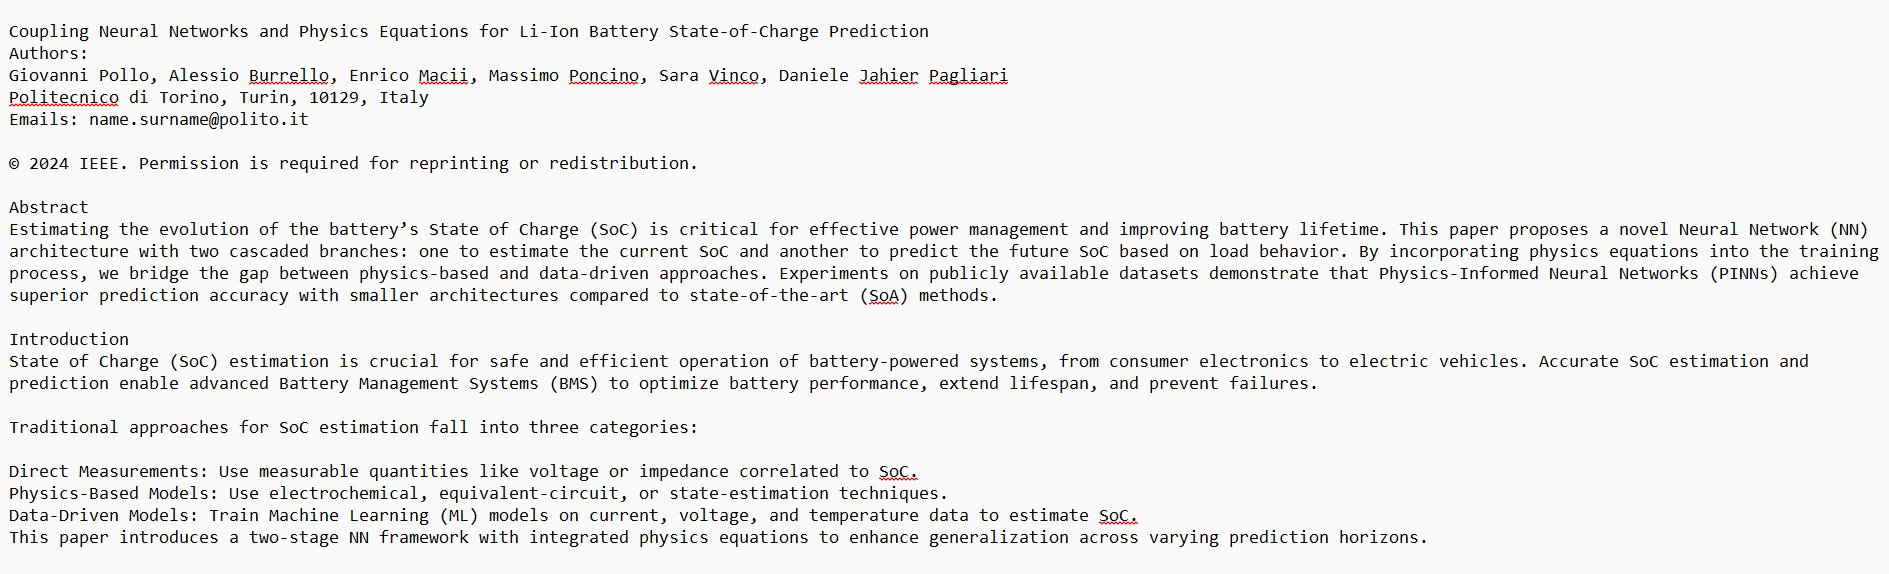 Coupling Neural Networks and Physics Equations for Li-Ion Battery State-of-Charge Prediction
Authors:
Giovanni Pollo, Alessio Burrello, Enrico Macii, Massimo Poncino, Sara Vinco, Daniele Jahier Pagliari
Politecnico di Torino, Turin, 10129, Italy
Emails: name.surname@polito.it
© 2024 IEEE. Permission is required for reprinting or redistribution.
Abstract
Estimating the evolution of the battery’s State of Charge (SoC) is critical for effective power management and improving battery lifetime. This paper proposes a novel Neural Network (NN)
architecture with two cascaded branches: one to estimate the current SoC and another to predict the future SoC based on load behavior. By incorporating physics equations into the training
process, we bridge the gap between physics-based and data-driven approaches. Experiments on publicly available datasets demonstrate that Physics-Informed Neural Networks (PINNs) achieve
superior prediction accuracy with smaller architectures compared to state-of-the-art (SoA) methods.
Introduction
State of Charge (SoC) estimation is crucial for safe and efficient operation of battery-powered systems, from consumer electronics to electric vehicles. Accurate SoC estimation and
prediction enable advanced Battery Management Systems (BMS) to optimize battery performance, extend lifespan, and prevent failures.
Traditional approaches for SoC estimation fall into three categories:
Direct Measurements: Use measurable quantities like voltage or impedance correlated to SoC.
Physics-Based Models: Use electrochemical, equivalent-circuit, or state-estimation techniques.
Data-Driven Models: Train Machine Learning (ML) models on current, voltage, and temperature data to estimate SoC.
This paper introduces a two-stage NN framework with integrated physics equations to enhance generalization across varying prediction horizons.